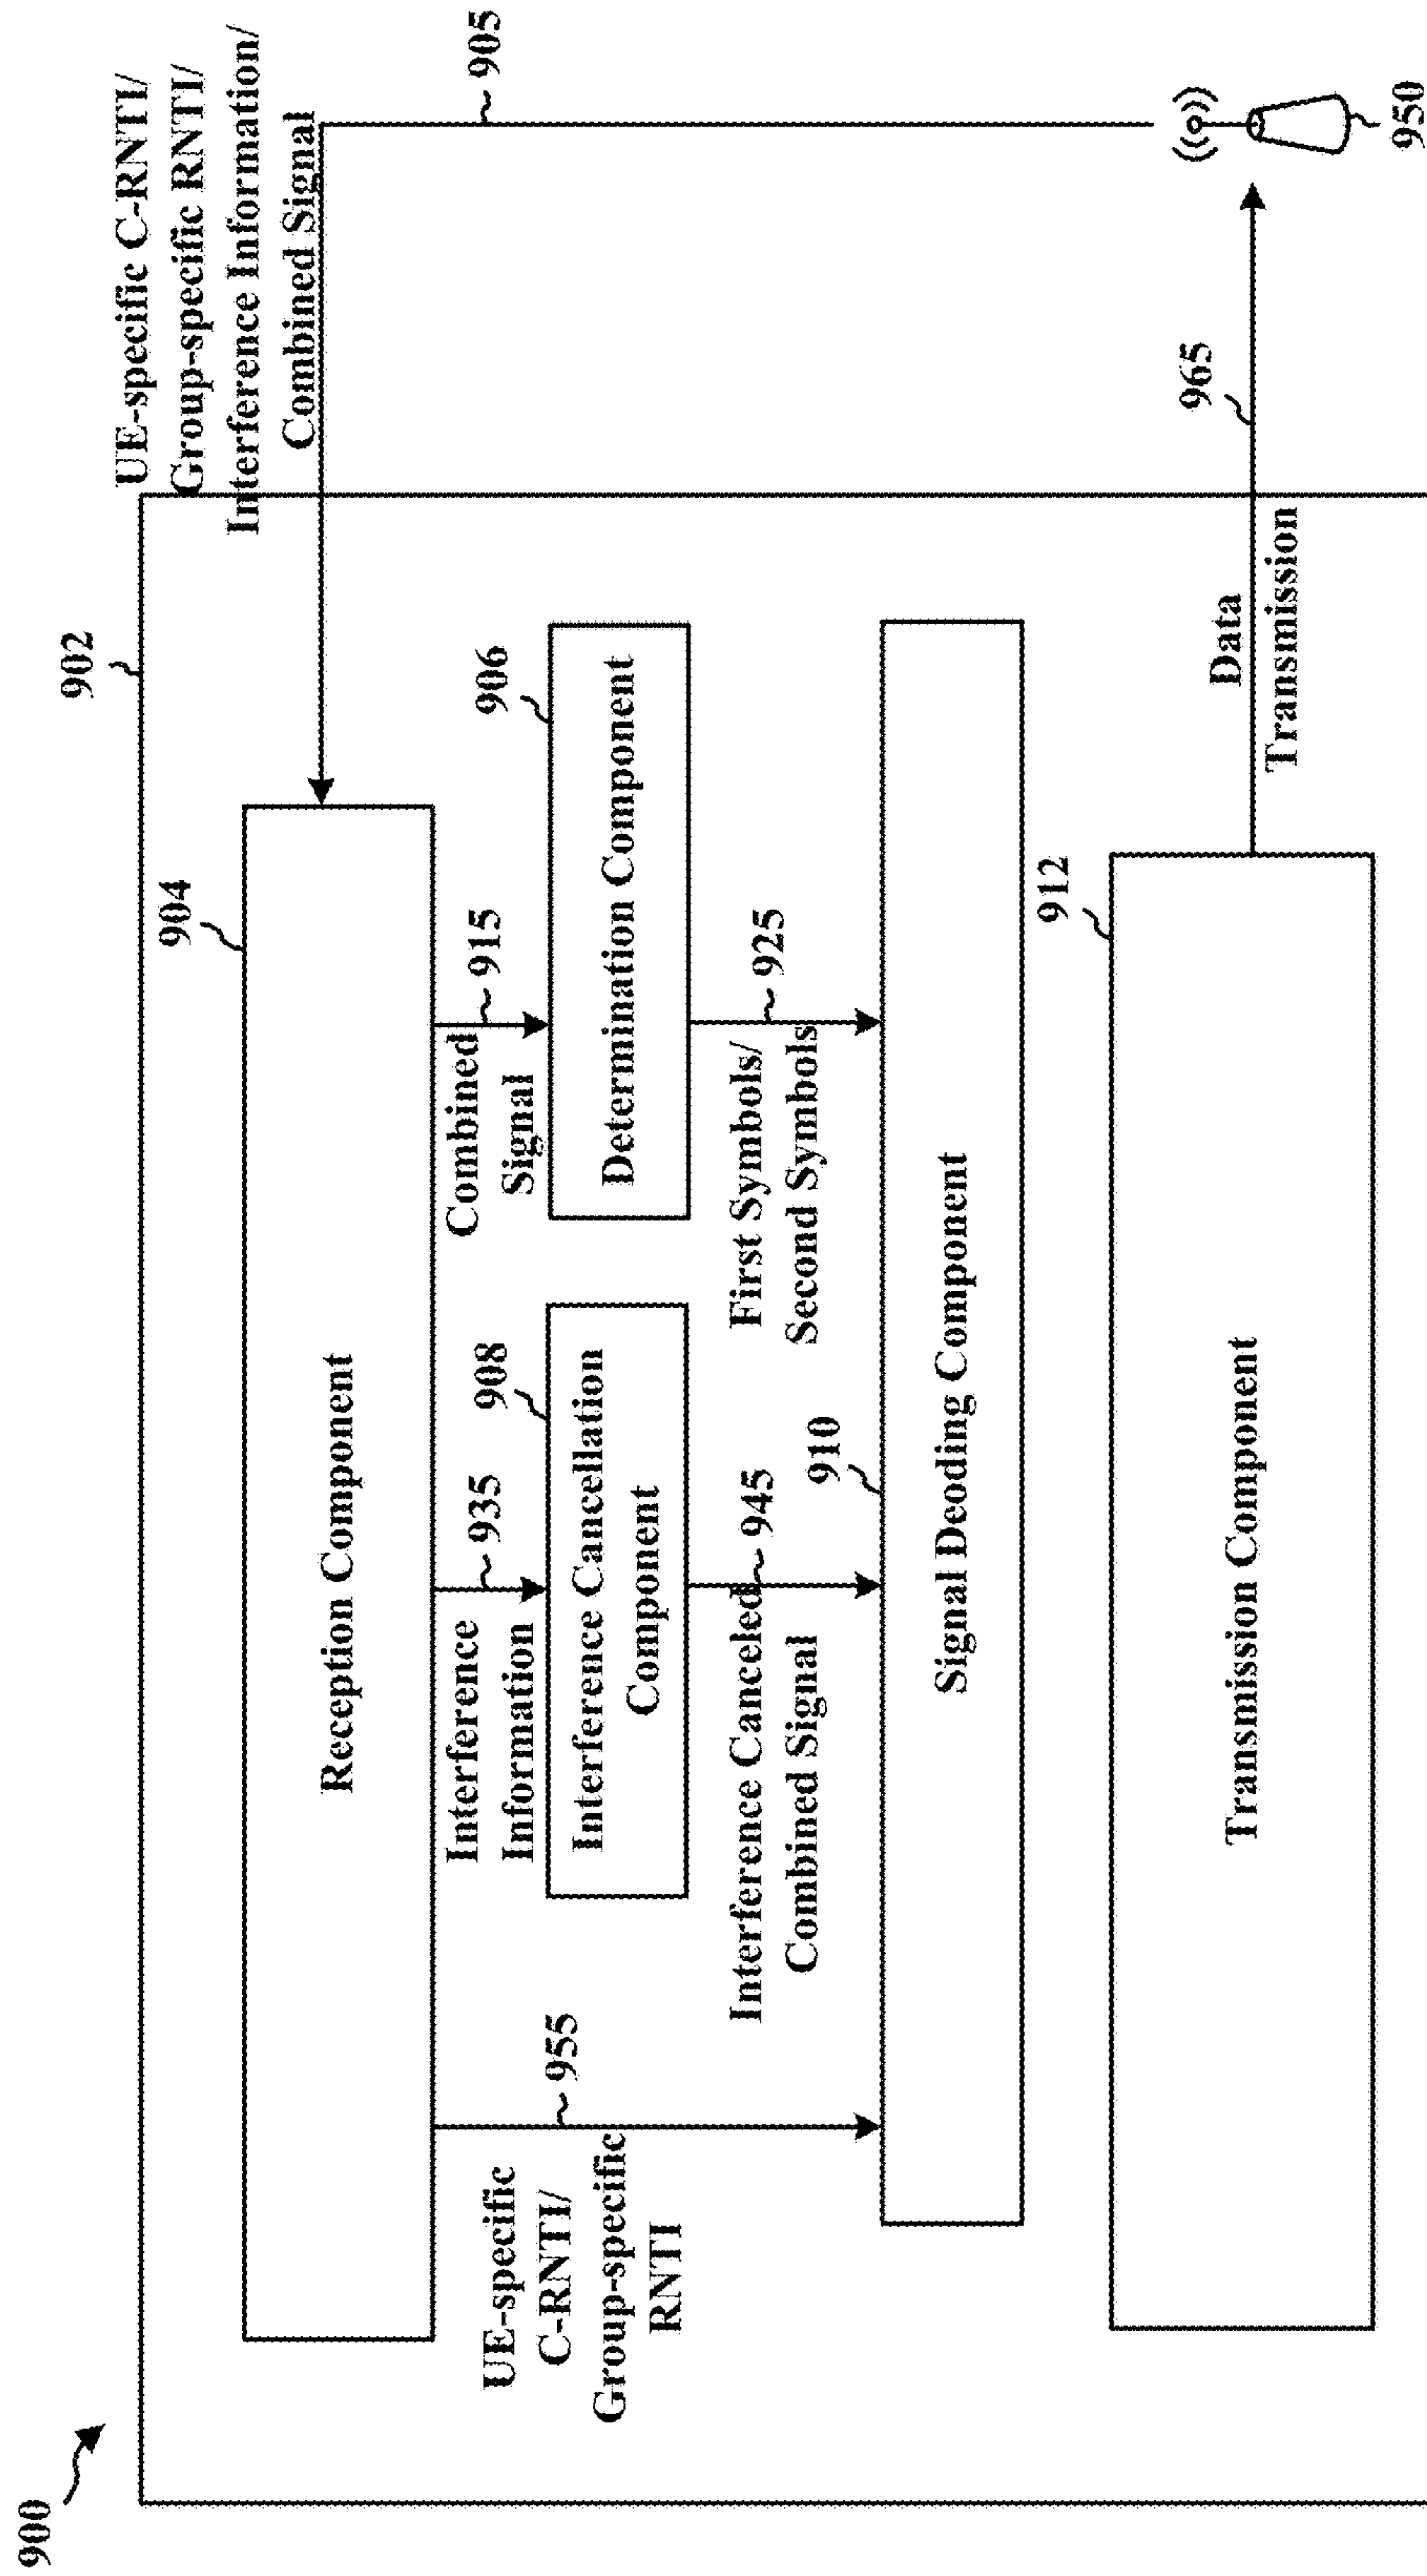 900
902
UE-specific C-RNTI/
Group-specific RNTI/
Interference Information/
Combined Signal
905
904
Reception Component
UE-specific
C-RNTI/
Group-specific
RNTI
955
Interference
Information
935
Combined
Signal
915
908
Interference Cancellation
Component
906
Determination Component
Interference Canceled
Combined Signal
945
First Symbols/
Second Symbols
925
910
Signal Deoding Component
912
Transmission Component
Data
Transmission
965
950